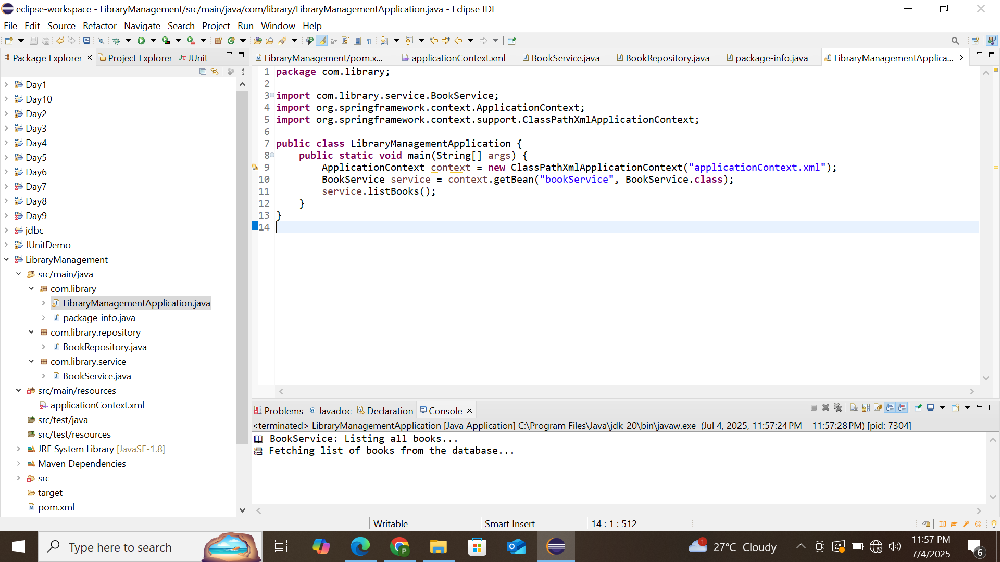 eclipse-workspace - LibraryManagement/src/main/java/com/library/LibraryManagementApplication.java - Eclipse IDE
File Edit Source Refactor Navigate Search Project Run Window Help
Package Explorer Project Explorer JUnit
Day1
Day10
Day2
Day3
Day4
Day5
Day6
Day7
Day8
Day9
jdbc
JUnitDemo
LibraryManagement
src/main/java
com.library
LibraryManagementApplication.java
package-info.java
com.library.repository
BookRepository.java
com.library.service
BookService.java
src/main/resources
applicationContext.xml
src/test/java
src/test/resources
JRE System Library [JavaSE-1.8]
Maven Dependencies
src
target
pom.xml
LibraryManagement/pom.x... applicationContext.xml BookService.java BookRepository.java package-info.java LibraryManagementApplica...
1 package com.library;
2
3 import com.library.service.BookService;
4 import org.springframework.context.ApplicationContext;
5 import org.springframework.context.support.ClassPathXmlApplicationContext;
6
7 public class LibraryManagementApplication {
8 public static void main(String[] args) {
9 ApplicationContext context = new ClassPathXmlApplicationContext("applicationContext.xml");
10 BookService service = context.getBean("bookService", BookService.class);
11 service.listBooks();
12 }
13 }
14
Problems Javadoc Declaration Console
<terminated> LibraryManagementApplication [Java Application] C:\Program Files\Java\jdk-20\bin\javaw.exe (Jul 4, 2025, 11:57:24 PM – 11:57:28 PM) [pid: 7304]
BookService: Listing all books...
Fetching list of books from the database...
Writable Smart Insert 14 : 1 : 512
Type here to search
1 27°C Cloudy
11:57 PM
7/4/2025
6